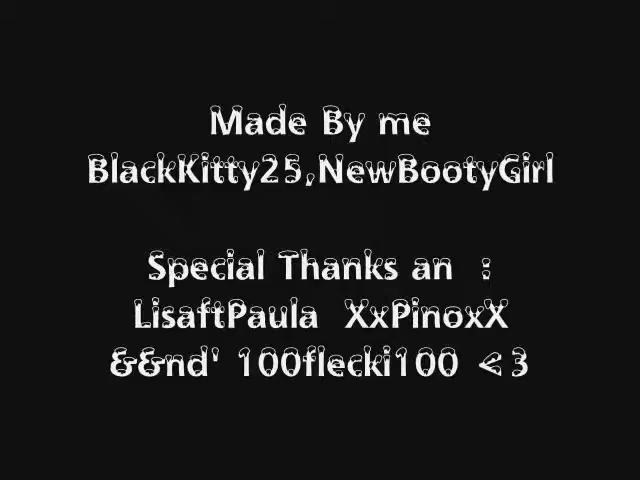 Made By me
BlackKitty25,NewBootyGirl
Special Thanks an :
LisaftPaula XxPinoxX
&&nd' 100flecki100 <3